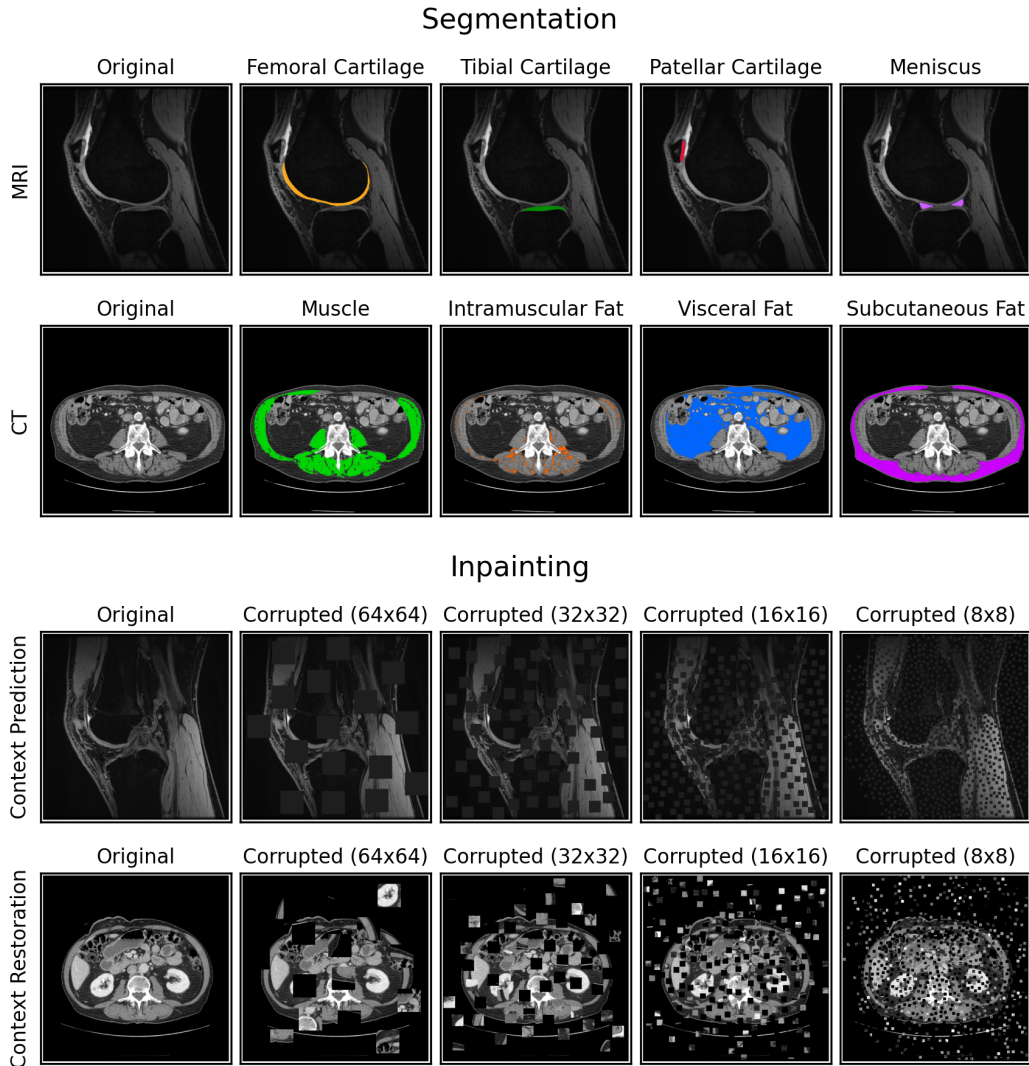 Segmentation
Original Femoral Cartilage Tibial Cartilage Patellar Cartilage Meniscus
MRI
Original Muscle Intramuscular Fat Visceral Fat Subcutaneous Fat
CT
Inpainting
Original Corrupted (64x64) Corrupted (32x32) Corrupted (16x16) Corrupted (8x8)
Context Prediction
Original Corrupted (64x64) Corrupted (32x32) Corrupted (16x16) Corrupted (8x8)
Context Restoration